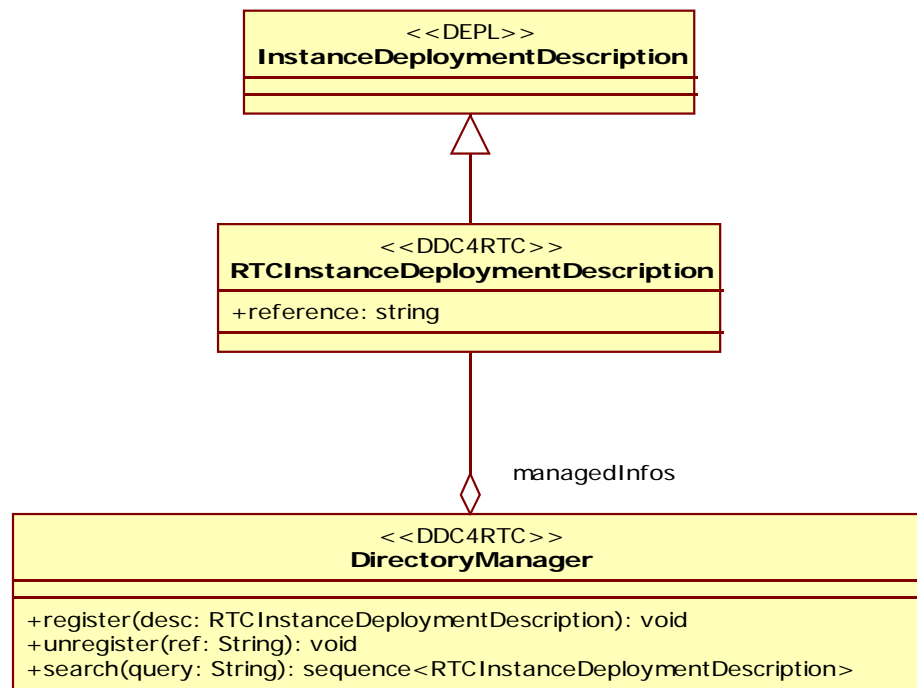 <<DEPL>>
InstanceDeploymentDescription
<<DDC4RTC>>
RTCInstanceDeploymentDescription
+reference: string
managedInfos
<<DDC4RTC>>
DirectoryManager
+register(desc: RTCInstanceDeploymentDescription): void
+unregister(ref: String): void
+search(query: String): sequence<RTCInstanceDeploymentDescription>